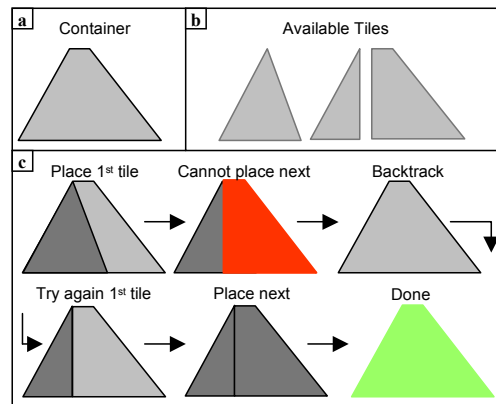 a
Container
b
Available Tiles
c
Place 1st tile
Cannot place next
Backtrack
Try again 1st tile
Place next
Done